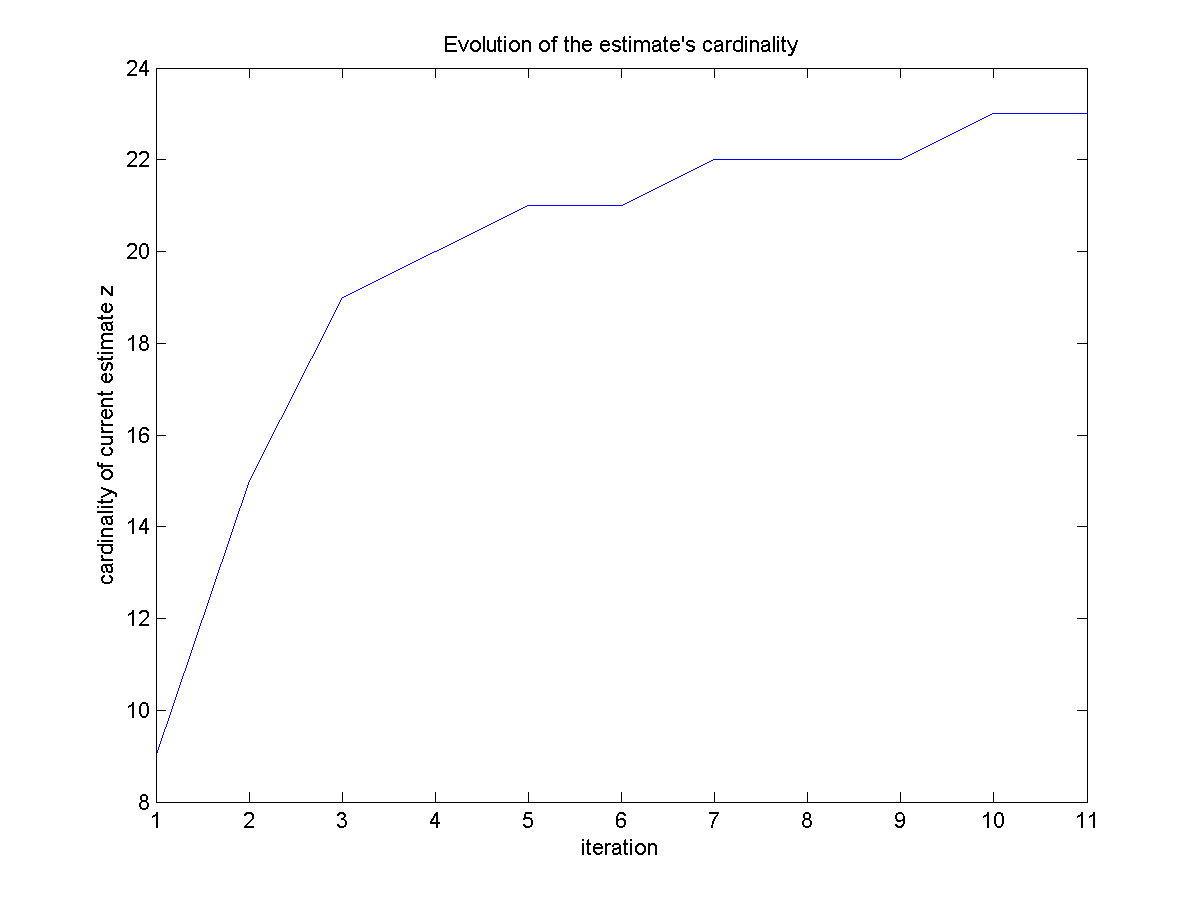 Evolution of the estimate's cardinality
24
22
20
18
16
14
12
10
8
cardinality of current estimate z
1 2 3 4 5 6 7 8 9 10 11
iteration